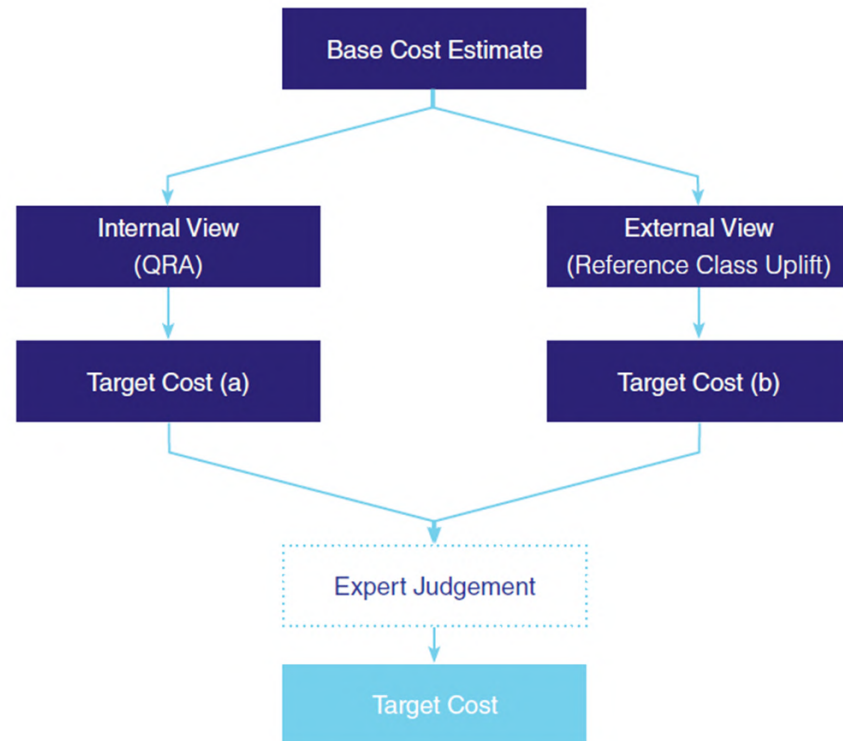 Base Cost Estimate
Internal View
(QRA)
External View
(Reference Class Uplift)
Target Cost (a)
Target Cost (b)
Expert Judgement
Target Cost